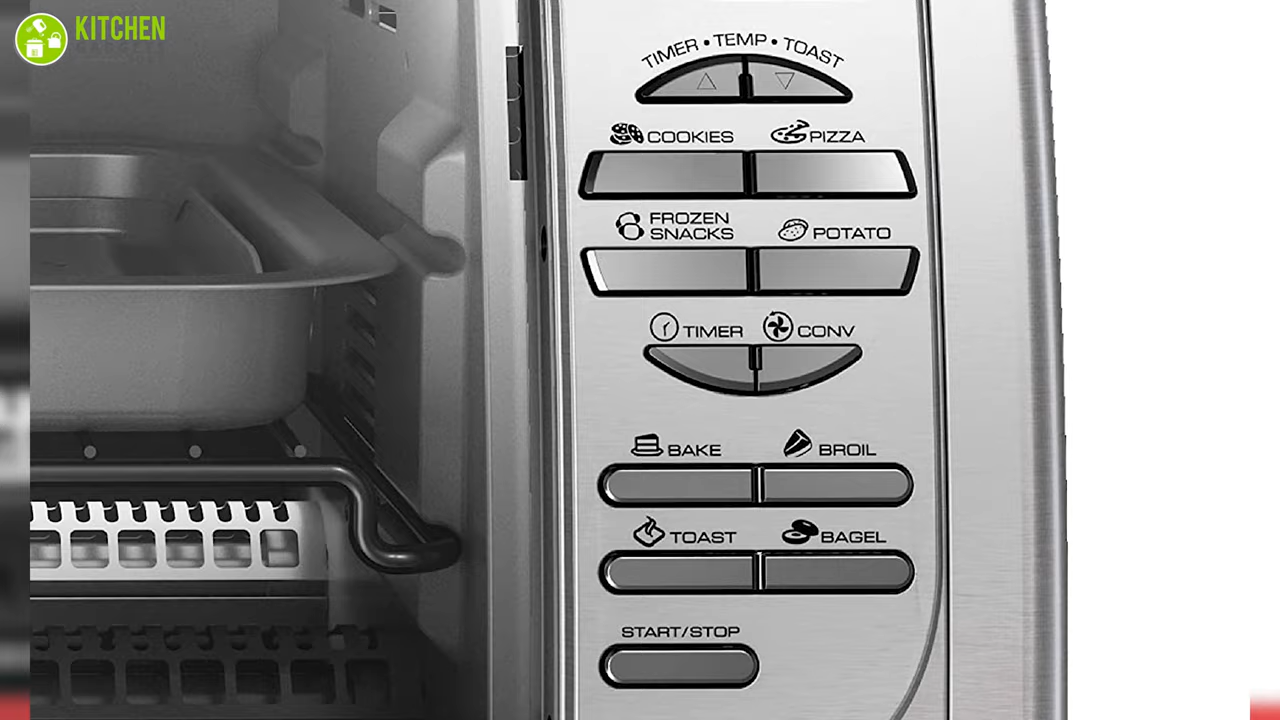 KITCHEN
TIMER • TEMP • TOAST
COOKIES
PIZZA
FROZEN
SNACKS
POTATO
TIMER
CONV
BAKE
BROIL
TOAST
BAGEL
START/STOP